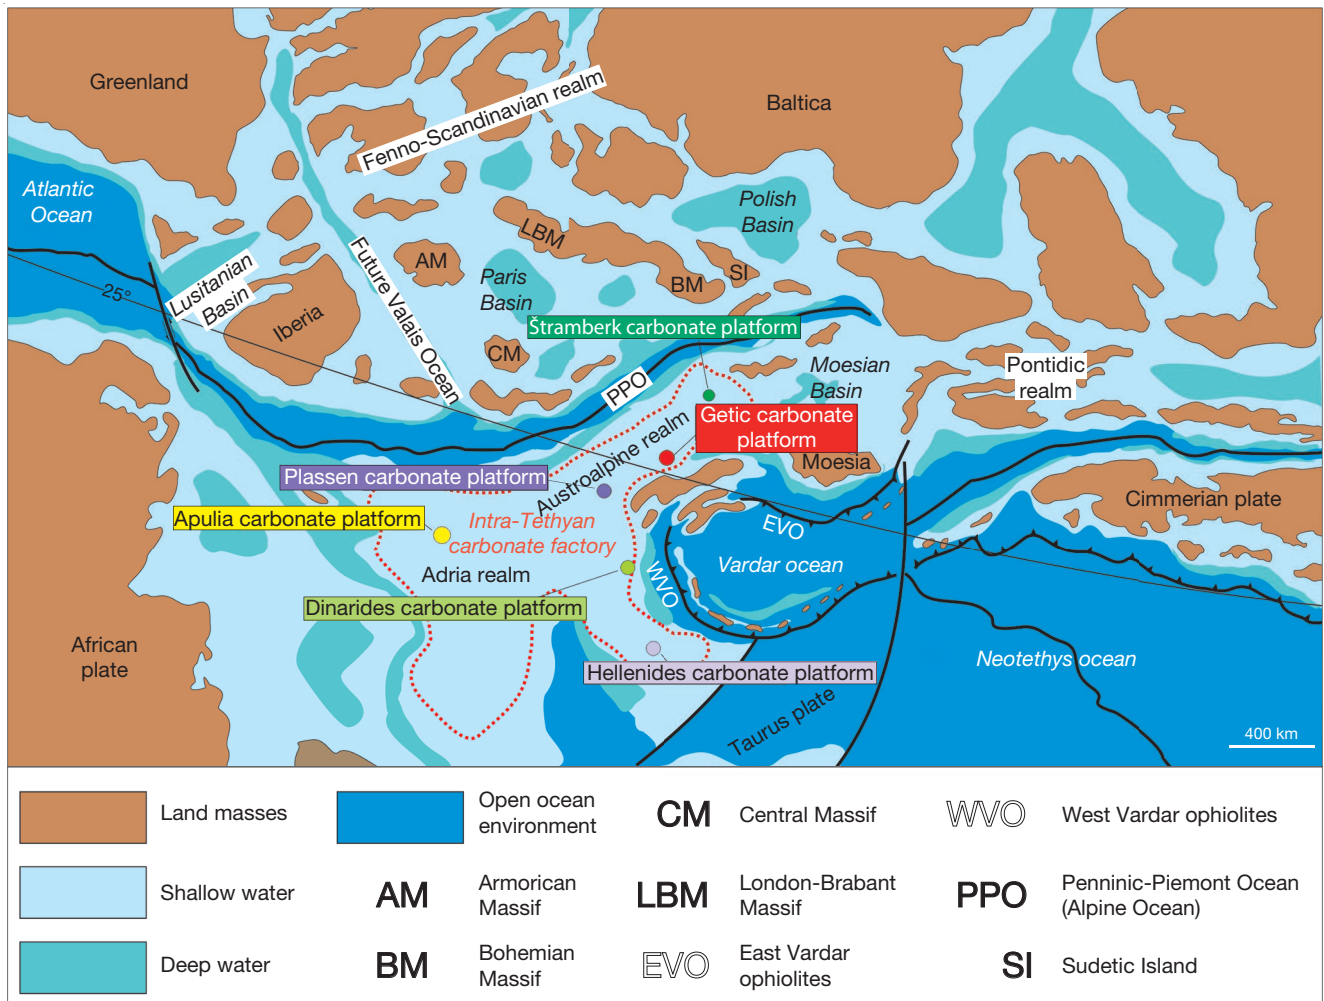 Greenland
Fenno-Scandinavian realm
Baltica
Atlantic
Ocean
Polish
Basin
LBM
AM
SI
BM
Future Valais Ocean
Lusitanian
Basin
Paris
Basin
25°
Iberia
Štramberk carbonate platform
CM
Moesian
Basin
Pontidic
realm
PPO
Getic carbonate
platform
Austroalpine realm
Moesia
Plassen carbonate platform
Cimmerian plate
Apulia carbonate platform
Intra-Tethyan
carbonate factory
EVO
Vardar ocean
Adria realm
WVO
Dinarides carbonate platform
African
plate
Neotethys ocean
Hellenides carbonate platform
Taurus plate
400 km
Land masses
Open ocean
environment
CM
Central Massif
WVO
West Vardar ophiolites
Shallow water
AM
Armorican
Massif
LBM
London-Brabant
Massif
PPO
Penninic-Piemont Ocean
(Alpine Ocean)
Deep water
BM
Bohemian
Massif
EVO
East Vardar
ophiolites
SI
Sudetic Island